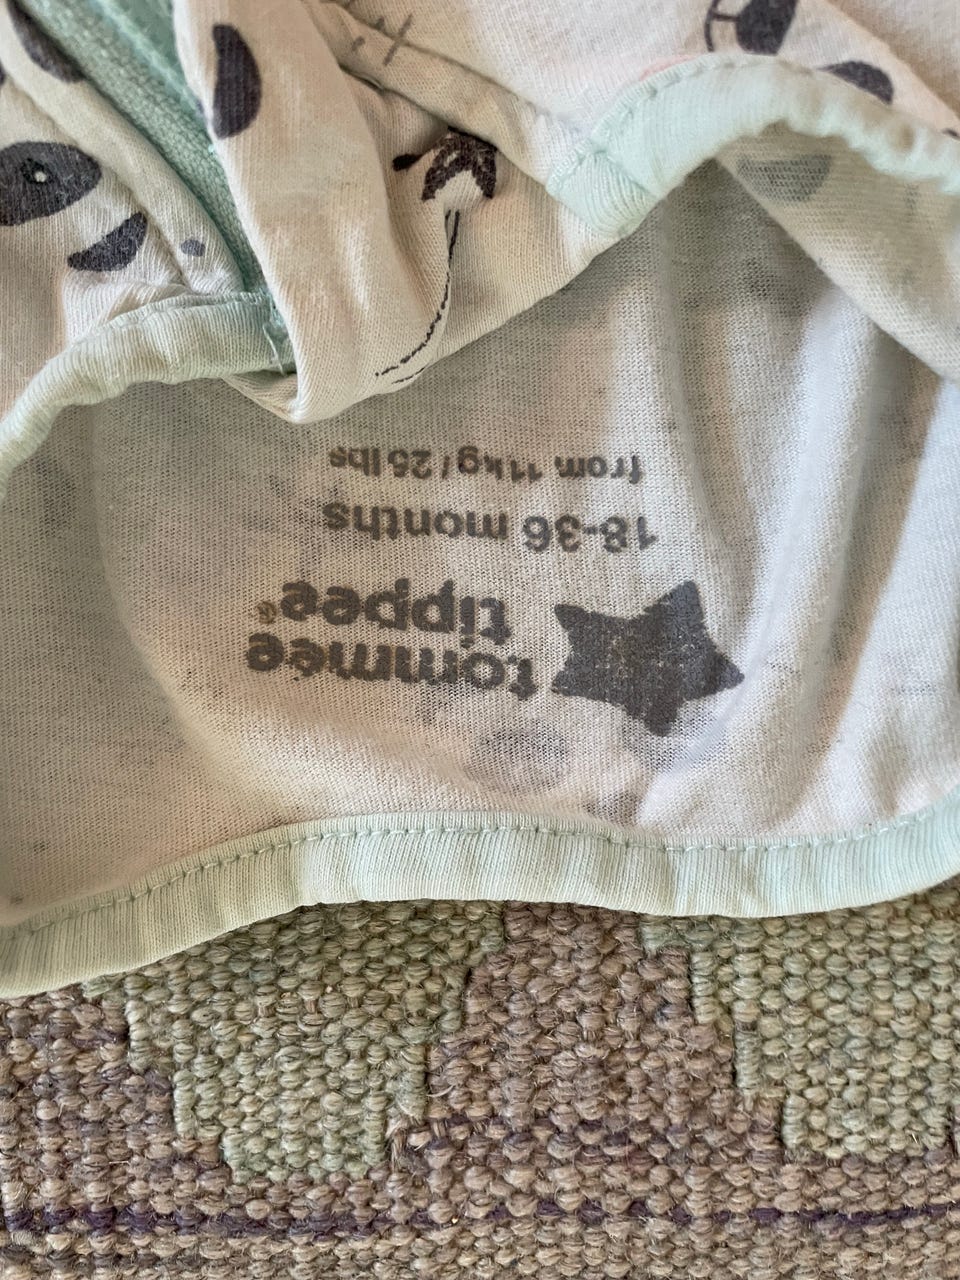 tommee
tippee®
18-36 months
from 11kg / 25 lbs